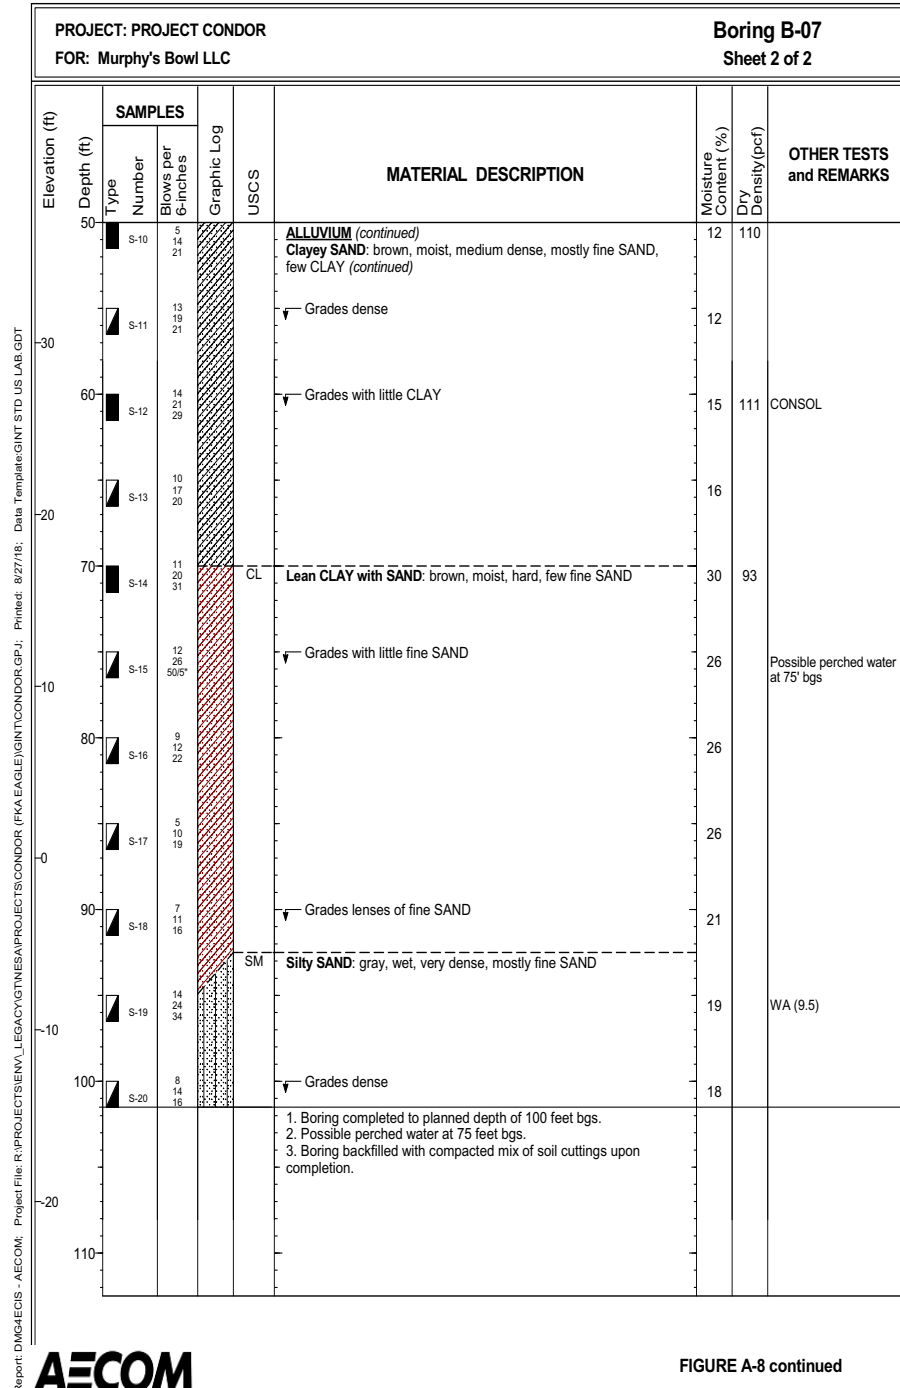 PROJECT: PROJECT CONDOR
FOR: Murphy's Bowl LLC
Boring B-07
Sheet 2 of 2
Elevation (ft)
Depth (ft)
SAMPLES
Type
Number
Blows per
6-inches
Graphic Log
USCS
MATERIAL DESCRIPTION
Moisture
Content (%)
Dry
Density(pcf)
OTHER TESTS
and REMARKS
50
S-10
5
14
21
ALLUVIUM (continued)
Clayey SAND: brown, moist, medium dense, mostly fine SAND,
few CLAY (continued)
12
110
S-11
13
19
21
Grades dense
12
30
60
S-12
14
21
29
Grades with little CLAY
15
111
CONSOL
S-13
10
17
20
16
20
70
S-14
11
20
31
CL
Lean CLAY with SAND: brown, moist, hard, few fine SAND
30
93
S-15
12
26
50/5"
Grades with little fine SAND
26
Possible perched water
at 75' bgs
10
80
S-16
9
12
22
26
S-17
5
10
19
26
0
90
S-18
7
11
16
Grades lenses of fine SAND
21
SM
Silty SAND: gray, wet, very dense, mostly fine SAND
S-19
14
24
34
19
WA (9.5)
-10
100
S-20
8
14
16
Grades dense
18
1. Boring completed to planned depth of 100 feet bgs.
2. Possible perched water at 75 feet bgs.
3. Boring backfilled with compacted mix of soil cuttings upon
completion.
-20
110
Report: DMG4ECIS - AECOM; Project File: R:\PROJECTS\ENV\_LEGACY\GT\NESA\PROJECTS\CONDOR (FKA EAGLE)\GINT\CONDOR.GPJ; Printed: 8/27/18; Data Template:GINT STD US LAB.GDT
AECOM
FIGURE A-8 continued